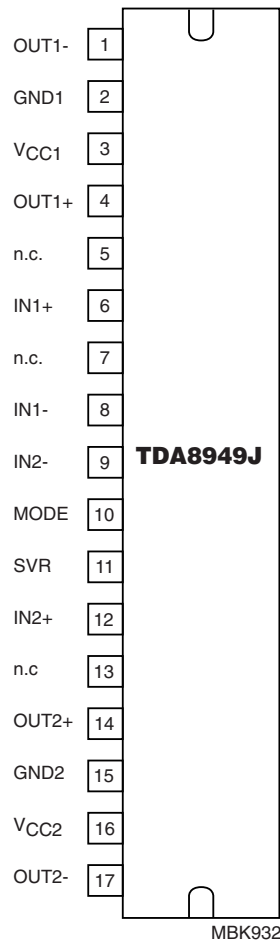 OUT1- 1
GND1 2
VCC1 3
OUT1+ 4
n.c. 5
IN1+ 6
n.c. 7
IN1- 8
IN2- 9
TDA8949J
MODE 10
SVR 11
IN2+ 12
n.c 13
OUT2+ 14
GND2 15
VCC2 16
OUT2- 17
MBK932